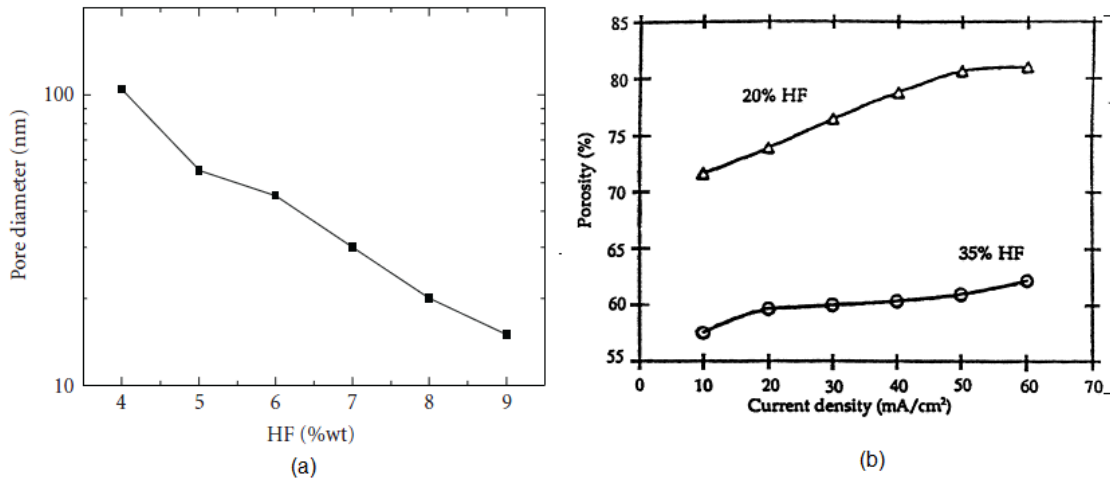 Pore diameter (nm)
100
10
4 5 6 7 8 9
HF (%wt)
(a)
Porosity (%)
85
80
75
70
65
60
55
20% HF
35% HF
0 10 20 30 40 50 60 70
Current density (mA/cm²)
(b)